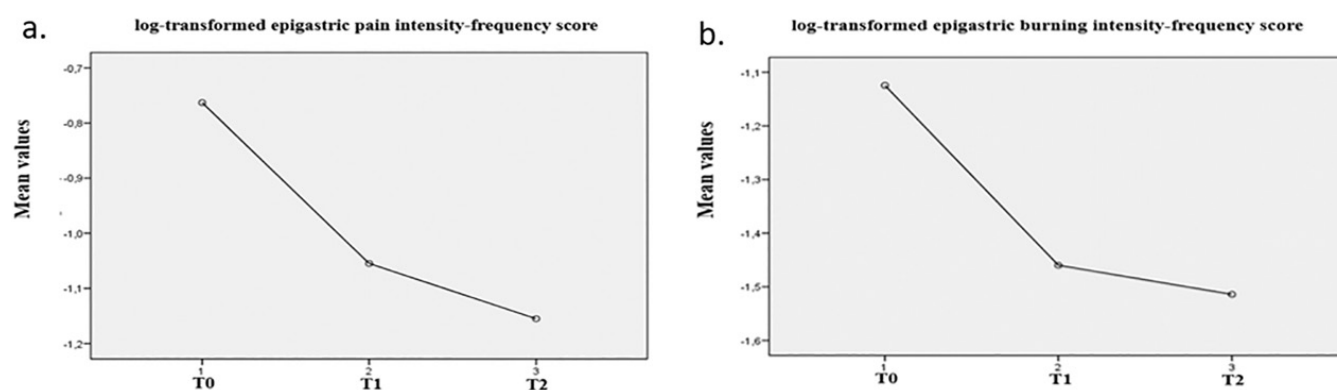 a.
log-transformed epigastric pain intensity-frequency score
Mean values
-0,7
-0,8
-0,9
-1,0
-1,1
-1,2
1 2 3
T0 T1 T2
b.
log-transformed epigastric burning intensity-frequency score
Mean values
-1,1
-1,2
-1,3
-1,4
-1,5
-1,6
1 2 3
T0 T1 T2